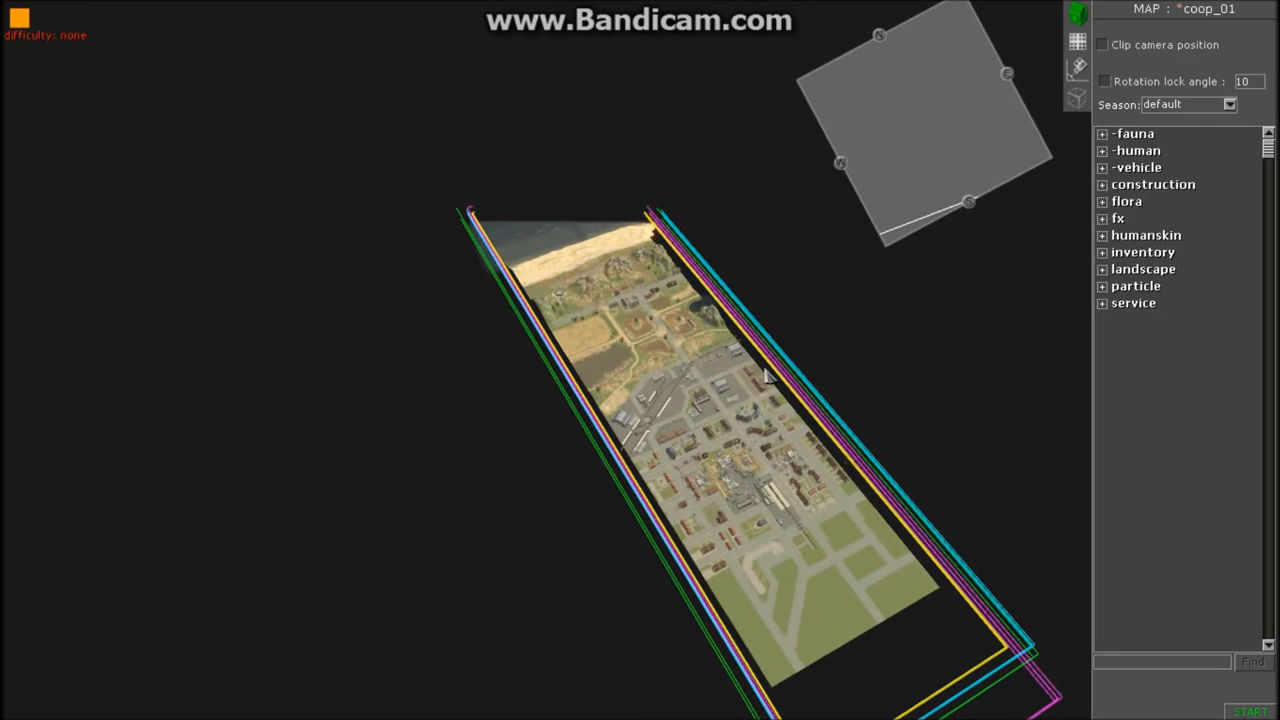 www.Bandicam.com
difficulty: none
N
E
W
S
MAP : *coop_01
Clip camera position
Rotation lock angle : 10
Season: default
-fauna
-human
-vehicle
construction
flora
fx
humanskin
inventory
landscape
particle
service
Find
START